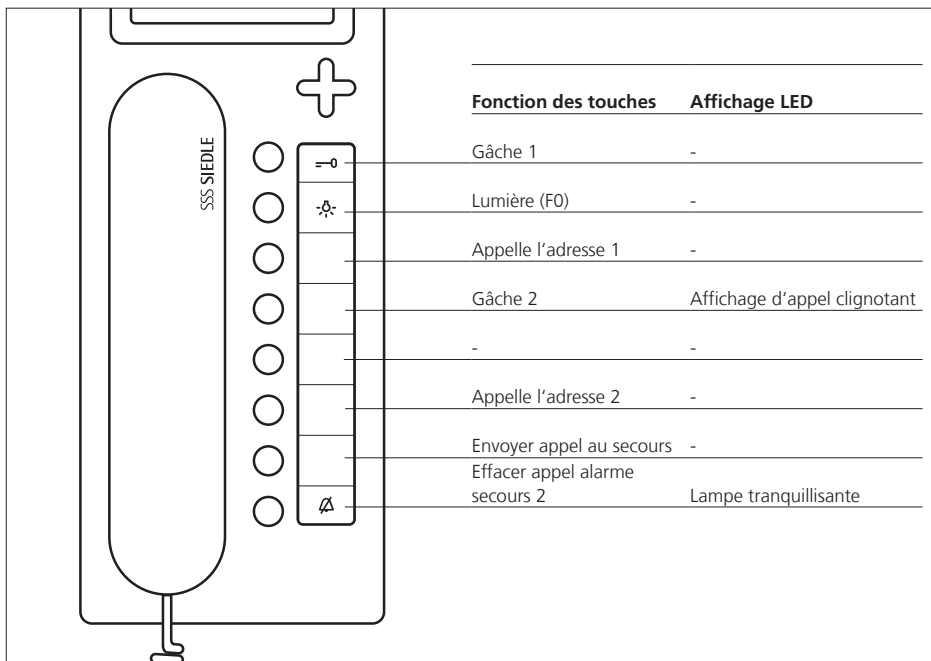 SSS SIEDLE
Fonction des touches Affichage LED
Gâche 1 -
Lumière (F0) -
Appelle l‘adresse 1 -
Gâche 2 Affichage d‘appel clignotant
- -
Appelle l‘adresse 2 -
Envoyer appel au secours -
Effacer appel alarme
secours 2 Lampe tranquillisante